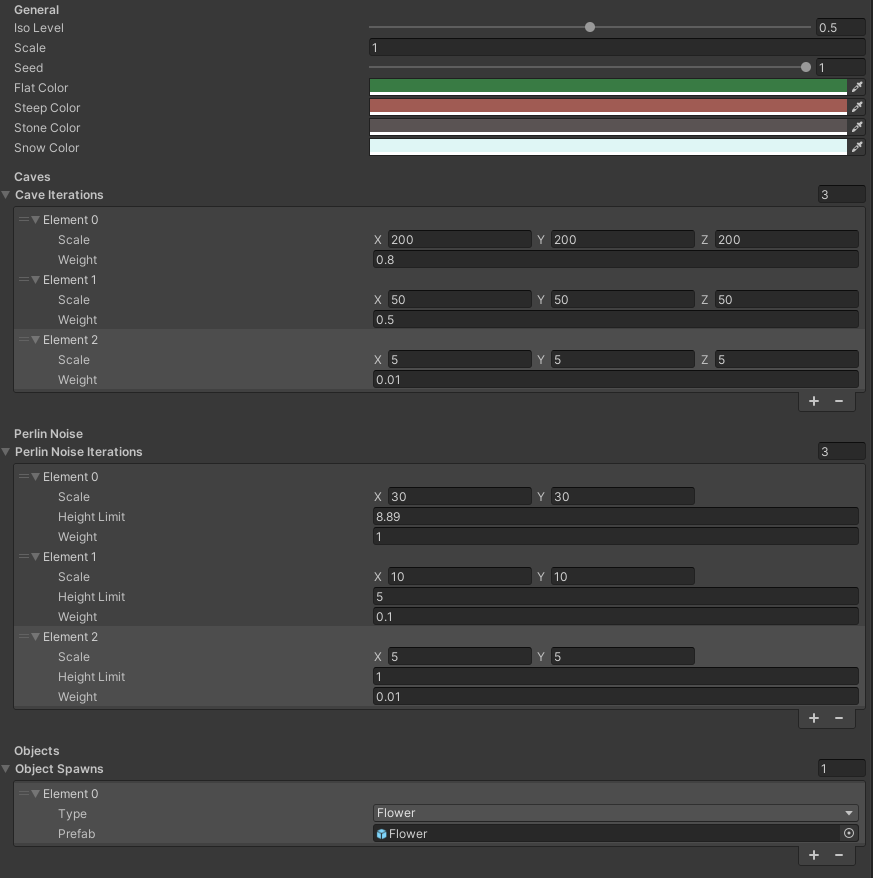 General
Iso Level 0.5
Scale 1
Seed 1
Flat Color
Steep Color
Stone Color
Snow Color
Caves
Cave Iterations 3
Element 0
Scale X 200 Y 200 Z 200
Weight 0.8
Element 1
Scale X 50 Y 50 Z 50
Weight 0.5
Element 2
Scale X 5 Y 5 Z 5
Weight 0.01
+ −
Perlin Noise
Perlin Noise Iterations 3
Element 0
Scale X 30 Y 30
Height Limit 8.89
Weight 1
Element 1
Scale X 10 Y 10
Height Limit 5
Weight 0.1
Element 2
Scale X 5 Y 5
Height Limit 1
Weight 0.01
+ −
Objects
Object Spawns 1
Element 0
Type Flower
Prefab Flower
+ −